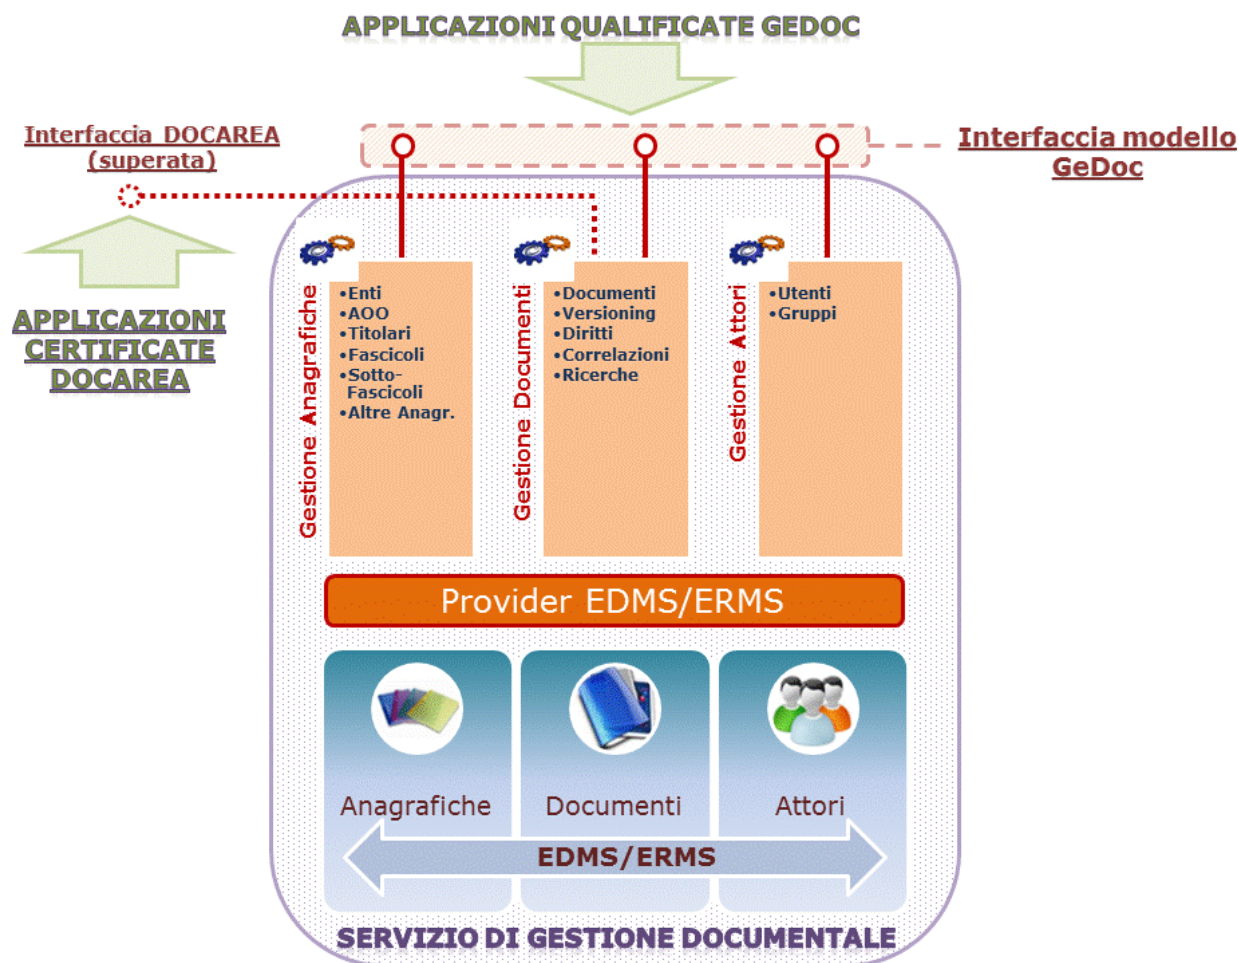 APPLICAZIONI QUALIFICATE GEDOC
Interfaccia DOCAREA
(superata)
Interfaccia modello
GeDoc
APPLICAZIONI
CERTIFICATE
DOCAREA
Gestione Anagrafiche
•Enti
•AOO
•Titolari
•Fascicoli
•Sotto-
Fascicoli
•Altre Anagr.
Gestione Documenti
•Documenti
•Versioning
•Diritti
•Correlazioni
•Ricerche
Gestione Attori
•Utenti
•Gruppi
Provider EDMS/ERMS
Anagrafiche
Documenti
Attori
EDMS/ERMS
SERVIZIO DI GESTIONE DOCUMENTALE